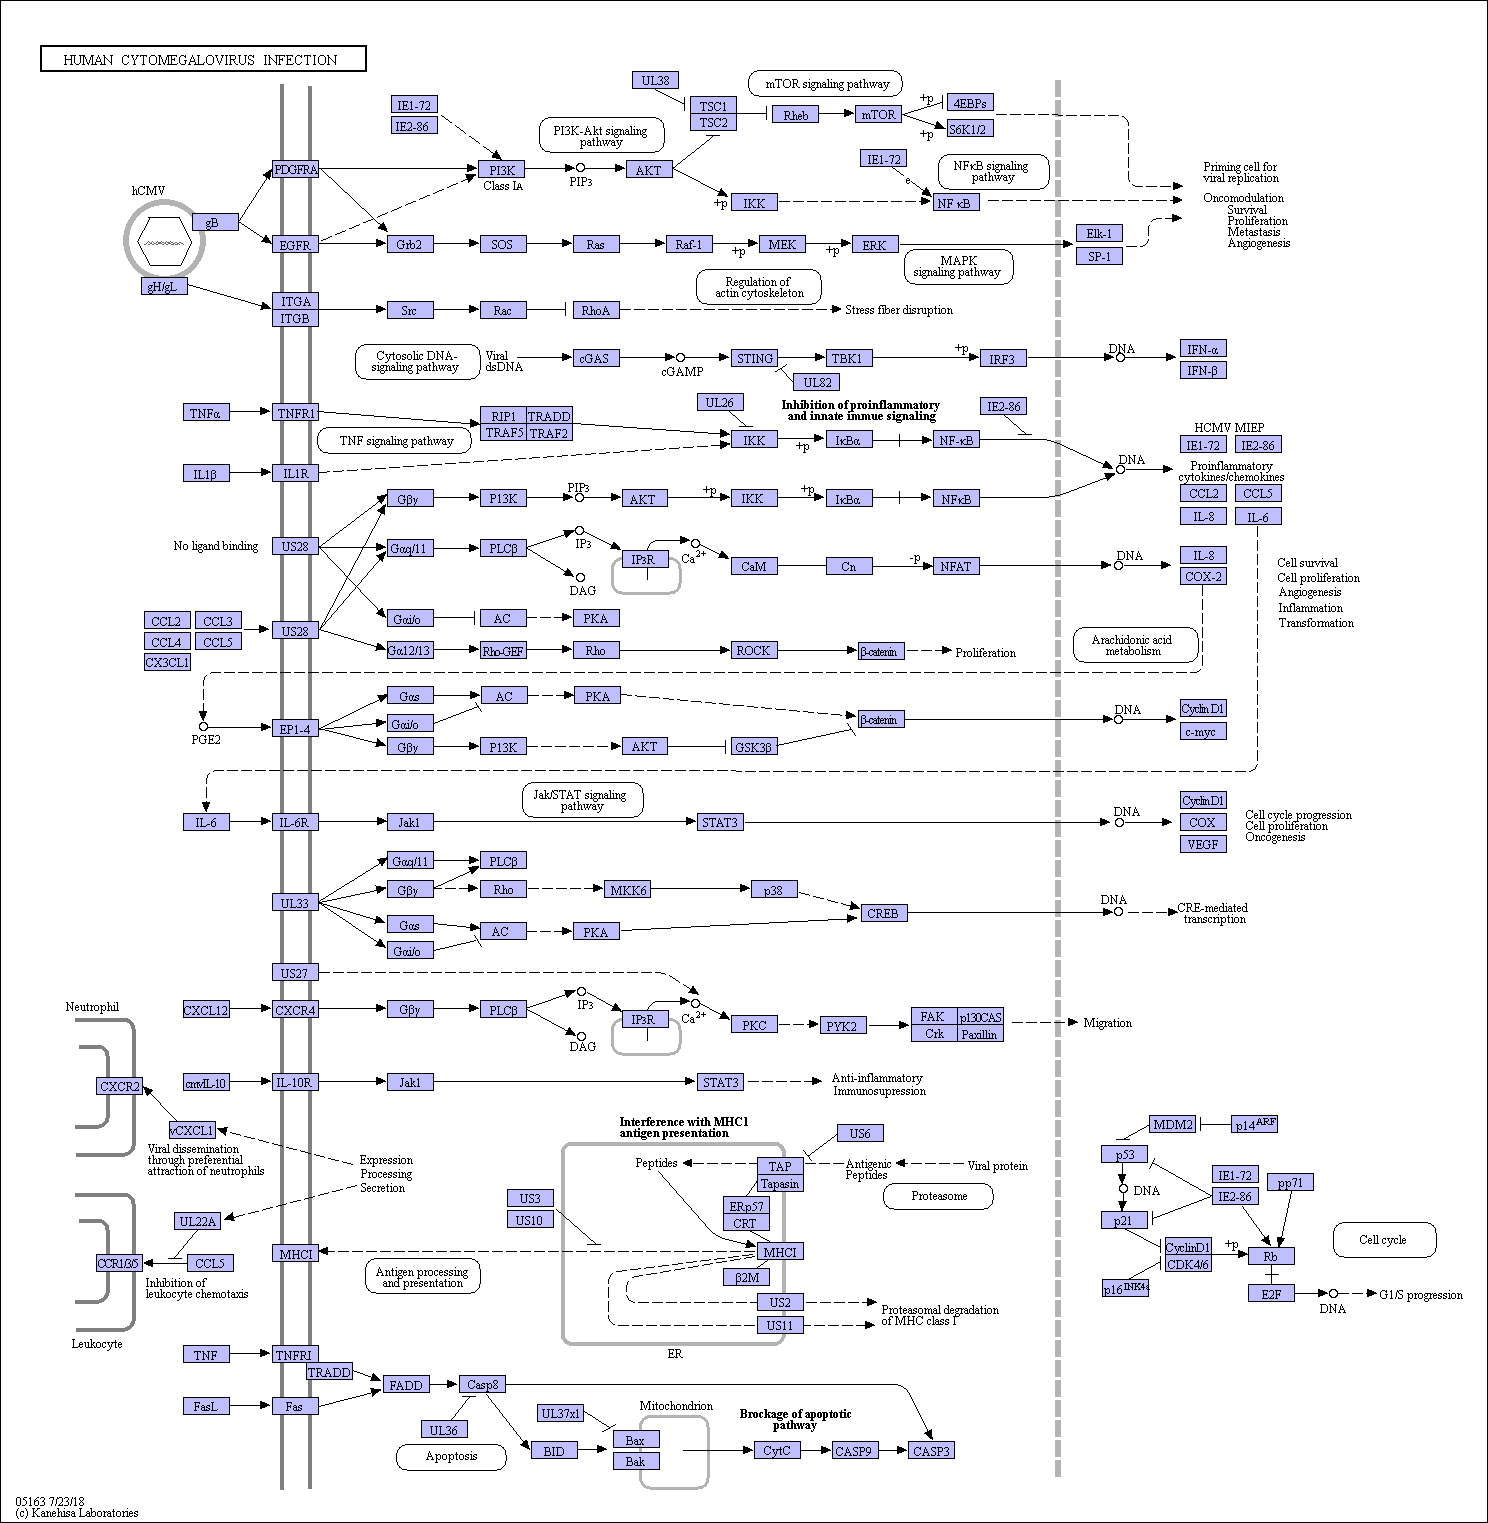 HUMAN CYTOMEGALOVIRUS INFECTION
UL38
mTOR signaling pathway
IE1-72
IE2-86
TSC1
TSC2
Rheb
mTOR
+p
4EBPs
S6K1/2
+p
PI3K-Akt signaling
pathway
PDGFRA
PI3K
Class IA
PIP3
AKT
IE1-72
e
NFκB signaling
pathway
Priming cell for
viral replication
hCMV
gB
+p
IKK
NF κB
Oncomodulation
Survival
Proliferation
Metastasis
Angiogenesis
EGFR
Grb2
SOS
Ras
Raf-1
+p
MEK
+p
ERK
Elk-1
SP-1
MAPK
signaling pathway
gH/gL
Regulation of
actin cytoskeleton
ITGA
ITGB
Src
Rac
RhoA
Stress fiber disruption
Cytosolic DNA-
signaling pathway
Viral
dsDNA
cGAS
cGAMP
STING
TBK1
+p
IRF3
DNA
IFN-α
IFN-β
UL82
TNFα
TNFR1
TNF signaling pathway
RIP1
TRADD
TRAF5
TRAF2
UL26
Inhibition of proinflammatory
and innate immue signaling
IE2-86
IKK
+p
IκBα
NF-κB
DNA
HCMV MIEP
IE1-72
IE2-86
Proinflammatory
cytokines/chemokines
CCL2
CCL5
IL-8
IL-6
IL1β
IL1R
Gβγ
P13K
PIP3
AKT
+p
IKK
+p
IκBα
NFκB
No ligand binding
US28
Gαq/11
PLCβ
IP3
DAG
IP3R
Ca2+
CaM
Cn
-p
NFAT
DNA
IL-8
COX-2
Cell survival
Cell proliferation
Angiogenesis
Inflammation
Transformation
CCL2
CCL3
CCL4
CCL5
CX3CL1
US28
Gαi/o
AC
PKA
Gα12/13
Rho-GEF
Rho
ROCK
β-catenin
Proliferation
Arachidonic acid
metabolism
PGE2
EP1-4
Gαs
AC
PKA
Gαi/o
Gβγ
P13K
AKT
GSK3β
β-catenin
DNA
CyclinD1
c-myc
Jak/STAT signaling
pathway
IL-6
IL-6R
Jak1
STAT3
DNA
CyclinD1
COX
VEGF
Cell cycle progression
Cell proliferation
Oncogenesis
UL33
Gαq/11
PLCβ
Gβγ
Rho
MKK6
p38
Gαs
AC
PKA
Gαi/o
CREB
DNA
CRE-mediated
transcription
US27
CXCL12
CXCR4
Gβγ
PLCβ
IP3
DAG
IP3R
Ca2+
PKC
PYK2
FAK
p130CAS
Crk
Paxillin
Migration
Neutrophil
CXCR2
cmvIL-10
IL-10R
Jak1
STAT3
Anti-inflammatory
Immunosupression
vCXCL1
Viral dissemination
through preferential
attraction of neutrophils
Expression
Processing
Secretion
Interference with MHC1
antigen presentation
US6
Peptides
TAP
Tapasin
Antigenic
Peptides
Viral protein
Proteasome
US3
US10
ERp57
CRT
MHCI
β2M
US2
US11
Proteasomal degradation
of MHC class I
ER
UL22A
CCR1/3/5
CCL5
Inhibition of
leukocyte chemotaxis
Leukocyte
MHCI
Antigen processing
and presentation
MDM2
p14ARF
p53
DNA
p21
IE1-72
IE2-86
pp71
CyclinD1
CDK4/6
+p
Rb
p16INK4a
E2F
DNA
G1/S progression
Cell cycle
TNF
TNFRI
TRADD
FADD
Casp8
FasL
Fas
UL36
Apoptosis
UL37x1
Mitochondrion
Brockage of apoptotic
pathway
BID
Bax
Bak
CytC
CASP9
CASP3
05163 7/23/18
(c) Kanehisa Laboratories